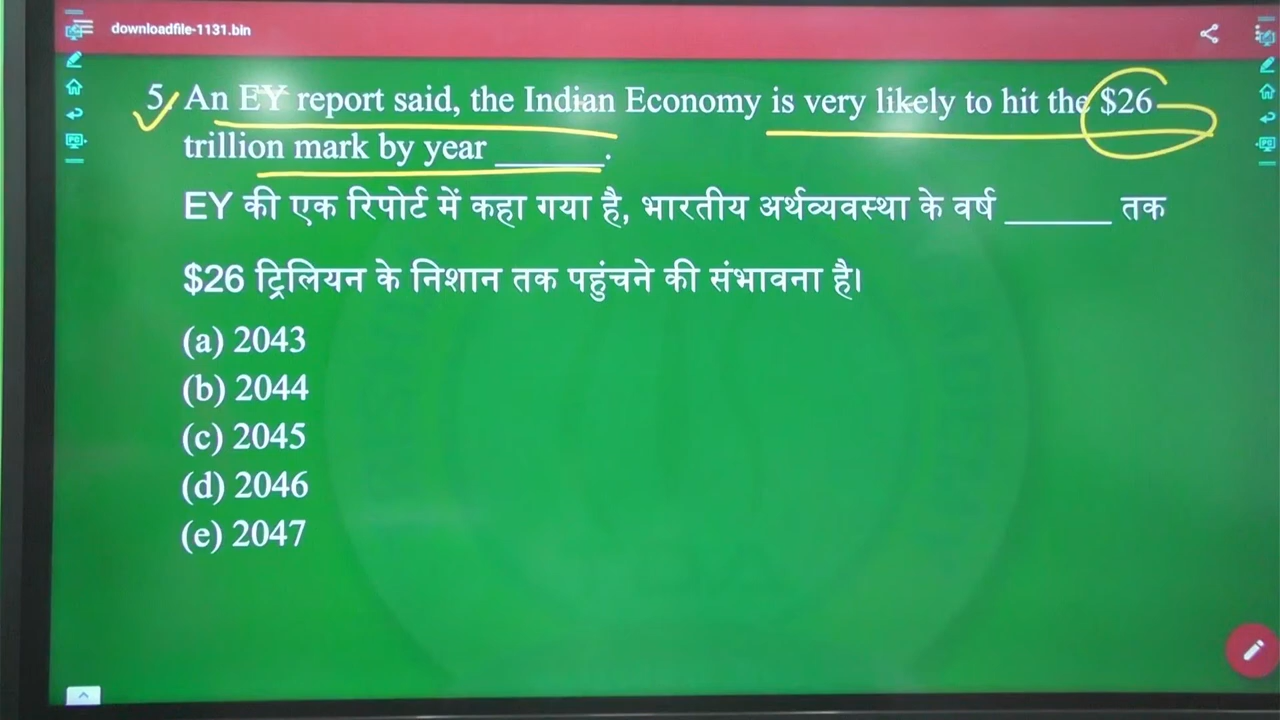 downloadfile-1131.bin
5. An EY report said, the Indian Economy is very likely to hit the $26
trillion mark by year ______.
EY की एक रिपोर्ट में कहा गया है, भारतीय अर्थव्यवस्था के वर्ष ______ तक
$26 ट्रिलियन के निशान तक पहुंचने की संभावना है।
(a) 2043
(b) 2044
(c) 2045
(d) 2046
(e) 2047